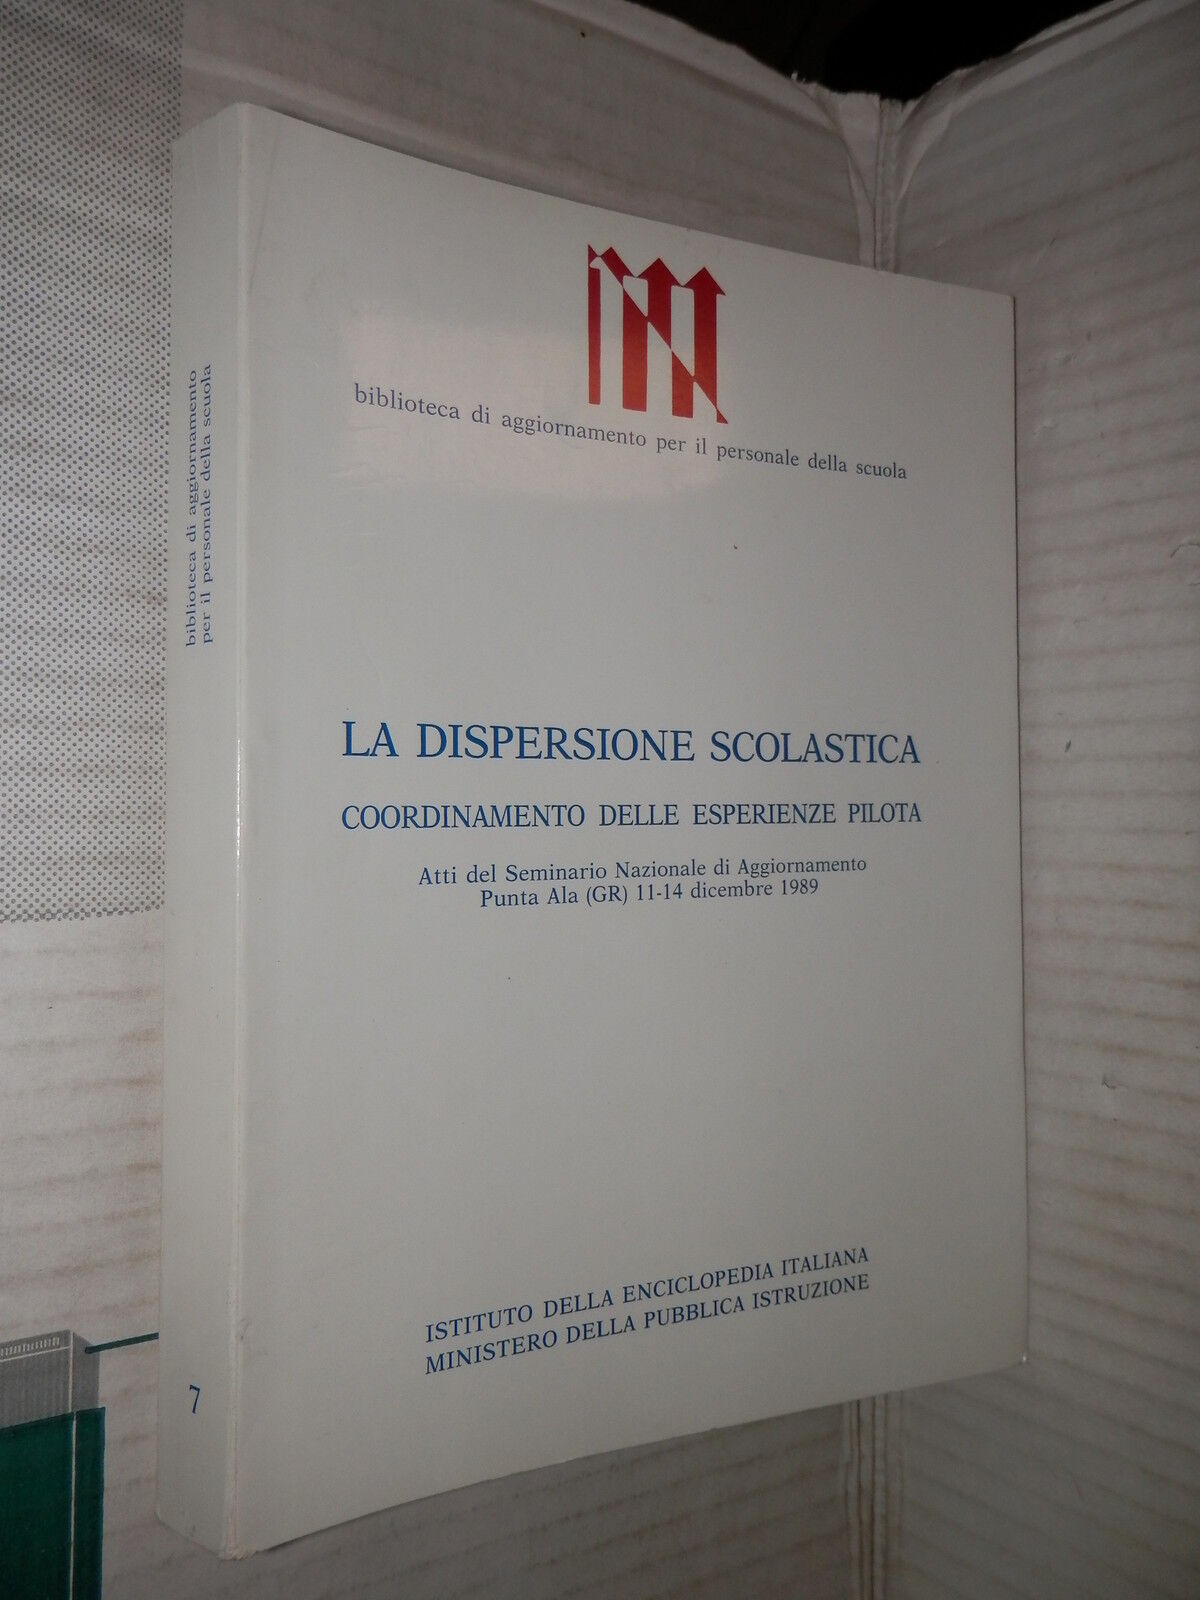 biblioteca di aggiornamento per il personale della scuola
LA DISPERSIONE SCOLASTICA
COORDINAMENTO DELLE ESPERIENZE PILOTA
Atti del Seminario Nazionale di Aggiornamento
Punta Ala (GR) 11-14 dicembre 1989
ISTITUTO DELLA ENCICLOPEDIA ITALIANA
MINISTERO DELLA PUBBLICA ISTRUZIONE
biblioteca di aggiornamento
per il personale della scuola
7